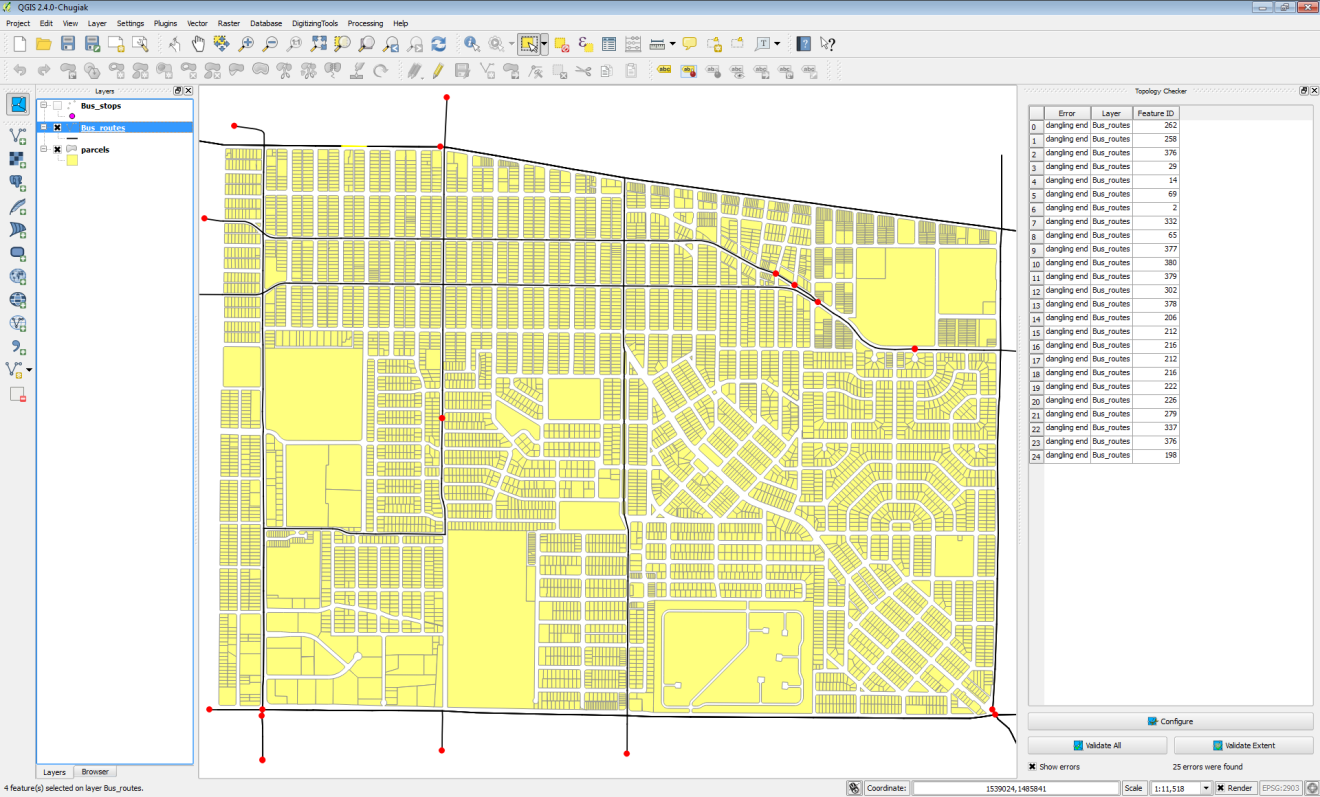 QGIS 2.4.0-Chugiak
Project Edit View Layer Settings Plugins Vector Raster Database DigitizingTools Processing Help
Layers
Bus_stops
Bus_routes
parcels
Layers Browser
Topology Checker
Error Layer Feature ID
0 dangling end Bus_routes 262
1 dangling end Bus_routes 258
2 dangling end Bus_routes 376
3 dangling end Bus_routes 29
4 dangling end Bus_routes 14
5 dangling end Bus_routes 69
6 dangling end Bus_routes 2
7 dangling end Bus_routes 332
8 dangling end Bus_routes 65
9 dangling end Bus_routes 377
10 dangling end Bus_routes 380
11 dangling end Bus_routes 379
12 dangling end Bus_routes 302
13 dangling end Bus_routes 378
14 dangling end Bus_routes 206
15 dangling end Bus_routes 212
16 dangling end Bus_routes 216
17 dangling end Bus_routes 212
18 dangling end Bus_routes 216
19 dangling end Bus_routes 222
20 dangling end Bus_routes 226
21 dangling end Bus_routes 279
22 dangling end Bus_routes 337
23 dangling end Bus_routes 376
24 dangling end Bus_routes 198
Configure
Validate All Validate Extent
Show errors 25 errors were found
4 feature(s) selected on layer Bus_routes. Coordinate: 1539024,1485841 Scale 1:11,518 Render EPSG:2903